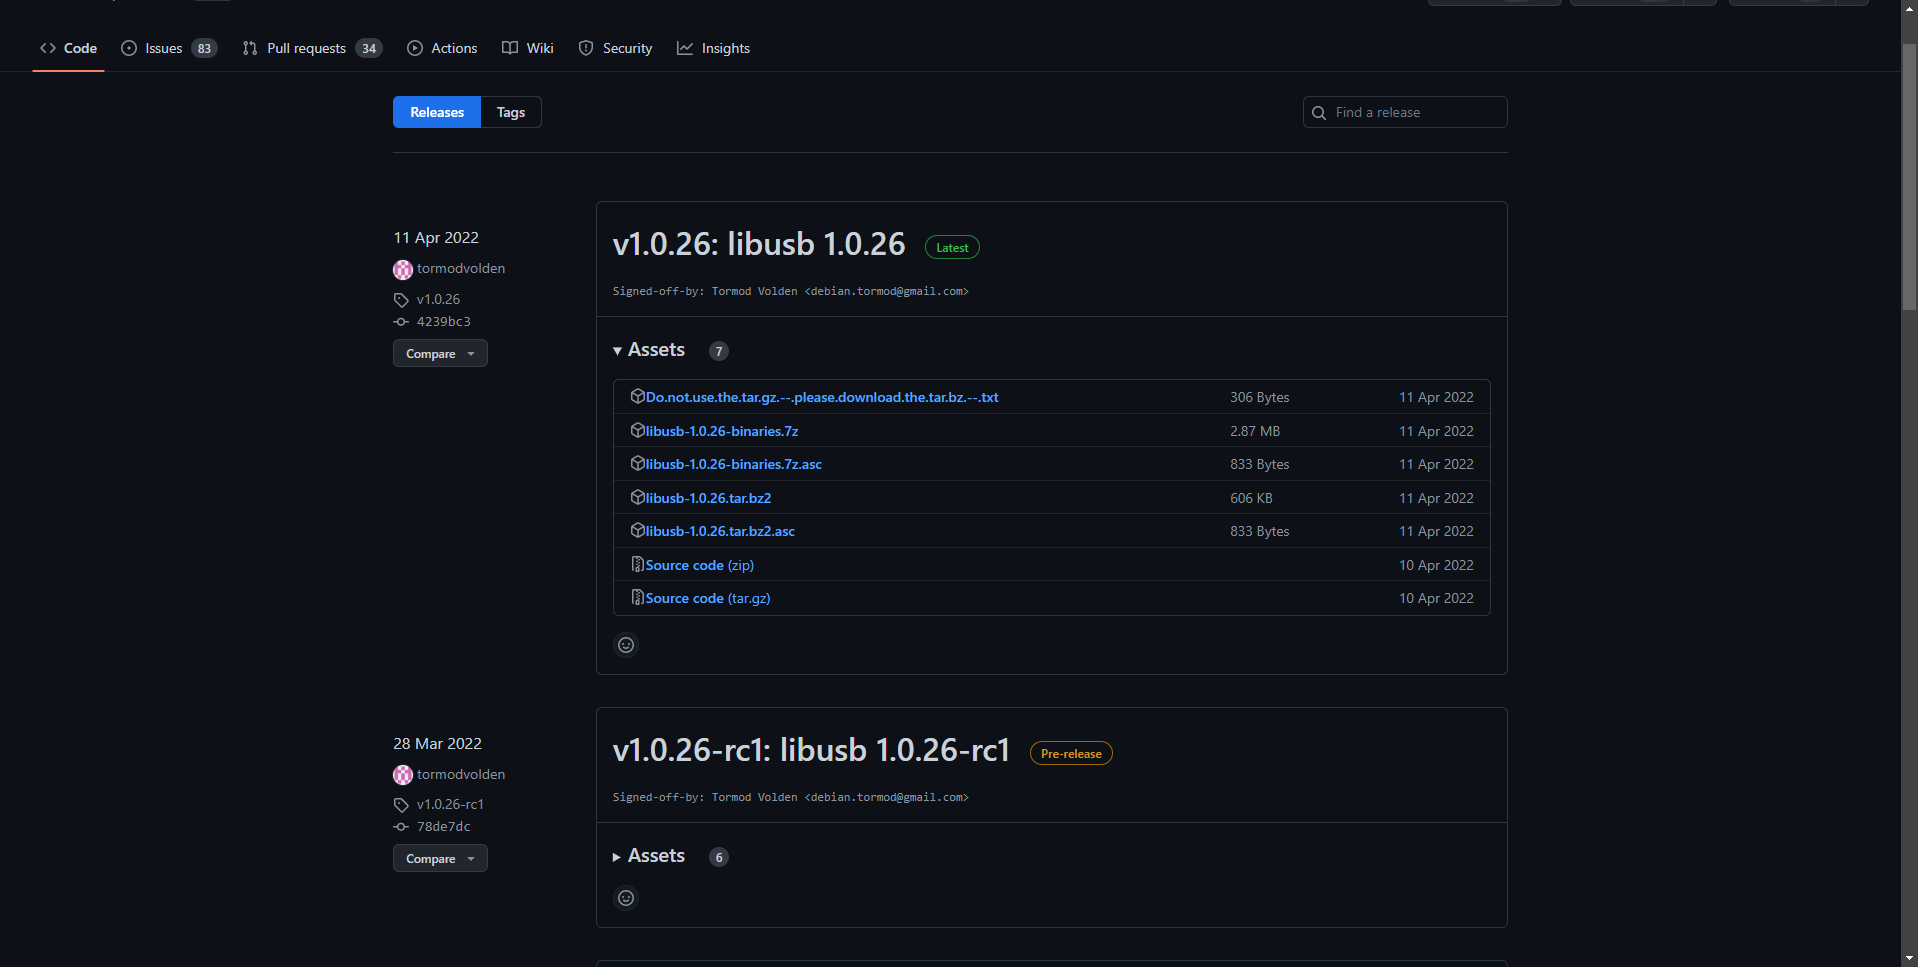 Code Issues 83 Pull requests 34 Actions Wiki Security Insights
Releases Tags Find a release
11 Apr 2022
tormodvolden
v1.0.26
4239bc3
Compare
v1.0.26: libusb 1.0.26 Latest
Signed-off-by: Tormod Volden <debian.tormod@gmail.com>
Assets 7
Do.not.use.the.tar.gz.--.please.download.the.tar.bz.--.txt 306 Bytes 11 Apr 2022
libusb-1.0.26-binaries.7z 2.87 MB 11 Apr 2022
libusb-1.0.26-binaries.7z.asc 833 Bytes 11 Apr 2022
libusb-1.0.26.tar.bz2 606 KB 11 Apr 2022
libusb-1.0.26.tar.bz2.asc 833 Bytes 11 Apr 2022
Source code (zip) 10 Apr 2022
Source code (tar.gz) 10 Apr 2022
28 Mar 2022
tormodvolden
v1.0.26-rc1
78de7dc
Compare
v1.0.26-rc1: libusb 1.0.26-rc1 Pre-release
Signed-off-by: Tormod Volden <debian.tormod@gmail.com>
Assets 6